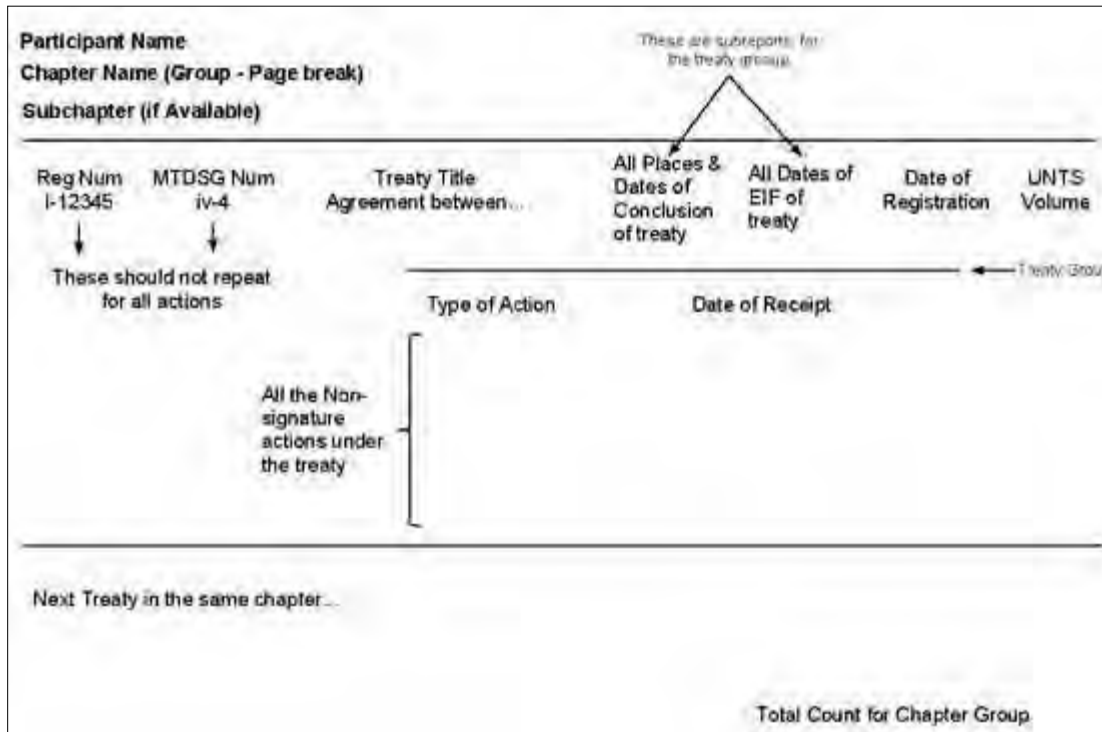 Participant Name
These are subreports for
the treaty group
Chapter Name (Group - Page break)
Subchapter (if Available)
Reg Num
I-12345
MTDSG Num
iv-4
Treaty Title
Agreement between...
All Places &
Dates of
Conclusion
of treaty
All Dates of
EIF of
treaty
Date of
Registration
UNTS
Volume
These should not repeat
for all actions
Treaty Grou
Type of Action
Date of Receipt
All the Non-
signature
actions under
the treaty
Next Treaty in the same chapter...
Total Count for Chapter Group